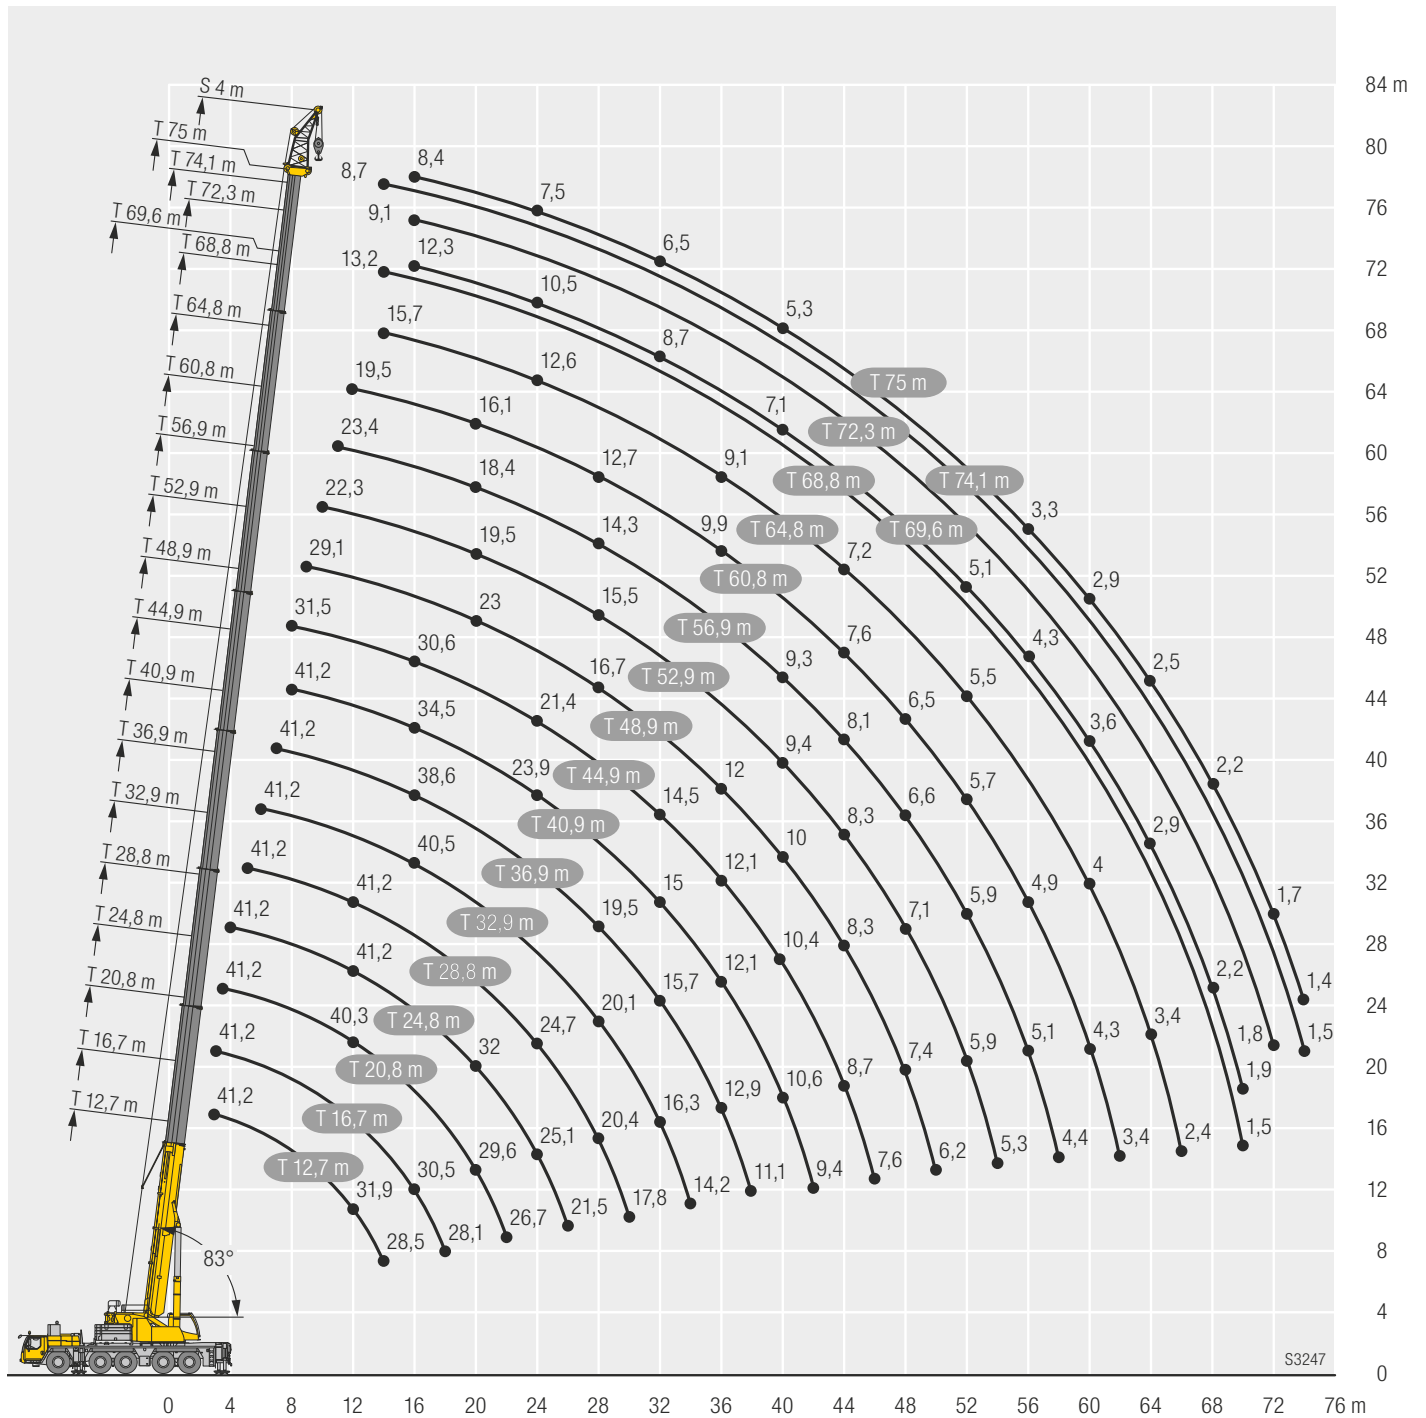 S 4 m
T 75 m
T 74,1 m
T 72,3 m
T 69,6 m
T 68,8 m
T 64,8 m
T 60,8 m
T 56,9 m
T 52,9 m
T 48,9 m
T 44,9 m
T 40,9 m
T 36,9 m
T 32,9 m
T 28,8 m
T 24,8 m
T 20,8 m
T 16,7 m
T 12,7 m
83°
8,4 7,5 6,5 5,3 3,3 2,9 2,5 2,2 1,7 1,4
8,7 1,5
9,1 1,8
12,3 10,5 8,7 7,1 5,1 4,3 3,6 2,9 2,2 1,9
13,2 1,5
15,7 12,6 9,1 7,2 5,5 4 3,4 2,4
19,5 16,1 12,7 9,9 7,6 6,5 5,7 4,9 4,3 3,4
23,4 18,4 14,3 9,3 8,1 6,6 5,9 5,1 4,4
22,3 19,5 15,5 9,4 8,3 7,1 5,9 5,3
29,1 23 16,7 12 10 8,3 7,4 6,2
31,5 30,6 21,4 14,5 12,1 10,4 8,7 7,6
41,2 34,5 23,9 15 12,1 10,6 9,4
41,2 38,6 19,5 15,7 12,9 11,1
41,2 40,5 20,1 16,3 14,2
41,2 41,2 24,7 20,4 17,8
41,2 41,2 32 25,1 21,5
41,2 40,3 29,6 26,7
41,2 30,5 28,1
41,2 31,9 28,5
T 75 m
T 72,3 m
T 74,1 m
T 68,8 m
T 69,6 m
T 64,8 m
T 60,8 m
T 56,9 m
T 52,9 m
T 48,9 m
T 44,9 m
T 40,9 m
T 36,9 m
T 32,9 m
T 28,8 m
T 24,8 m
T 20,8 m
T 16,7 m
T 12,7 m
84 m
80
76
72
68
64
60
56
52
48
44
40
36
32
28
24
20
16
12
8
4
0
S3247
0 4 8 12 16 20 24 28 32 36 40 44 48 52 56 60 64 68 72 76 m